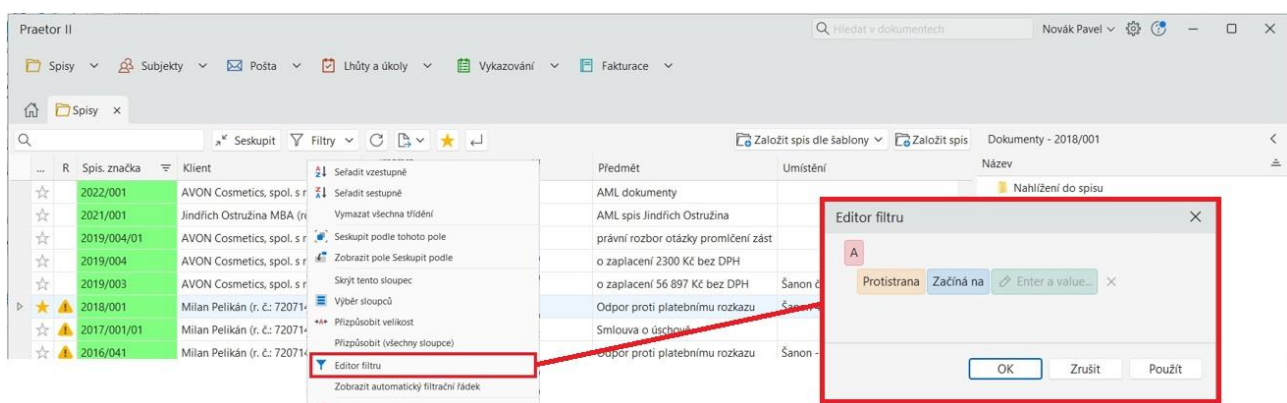 Praetor II
Hledat v dokumentech
Novák Pavel
Spisy
Subjekty
Pošta
Lhůty a úkoly
Vykazování
Fakturace
Spisy
Seskupit
Filtry
Založit spis dle šablony
Založit spis
Dokumenty - 2018/001
... R Spis. značka Klient Předmět Umístění
Název
Nahlížení do spisu
2022/001 AVON Cosmetics, spol. s r AML dokumenty
2021/001 Jindřich Ostružina MBA AML spis Jindřich Ostružina
2019/004/01 AVON Cosmetics, spol. s r právní rozbor otázky promlčení zást
2019/004 AVON Cosmetics, spol. s r o zaplacení 2300 Kč bez DPH
2019/003 AVON Cosmetics, spol. s r o zaplacení 56 897 Kč bez DPH Šanon
2018/001 Milan Pelikán (r. č.: 72071 Odpor proti platebnímu rozkazu
2017/001/01 Milan Pelikán (r. č.: 72071 Smlouva o úschově
2016/041 Milan Pelikán (r. č.: 72071 Odpor proti platebnímu rozkazu Šanon -
Seřadit vzestupně
Seřadit sestupně
Vymazat všechna třídění
Seskupit podle tohoto pole
Zobrazit pole Seskupit podle
Skrýt tento sloupec
Výběr sloupců
Přizpůsobit velikost
Přizpůsobit (všechny sloupce)
Editor filtru
Zobrazit automatický filtrační řádek
Editor filtru
A
Protistrana Začíná na Enter a value...
OK Zrušit Použít